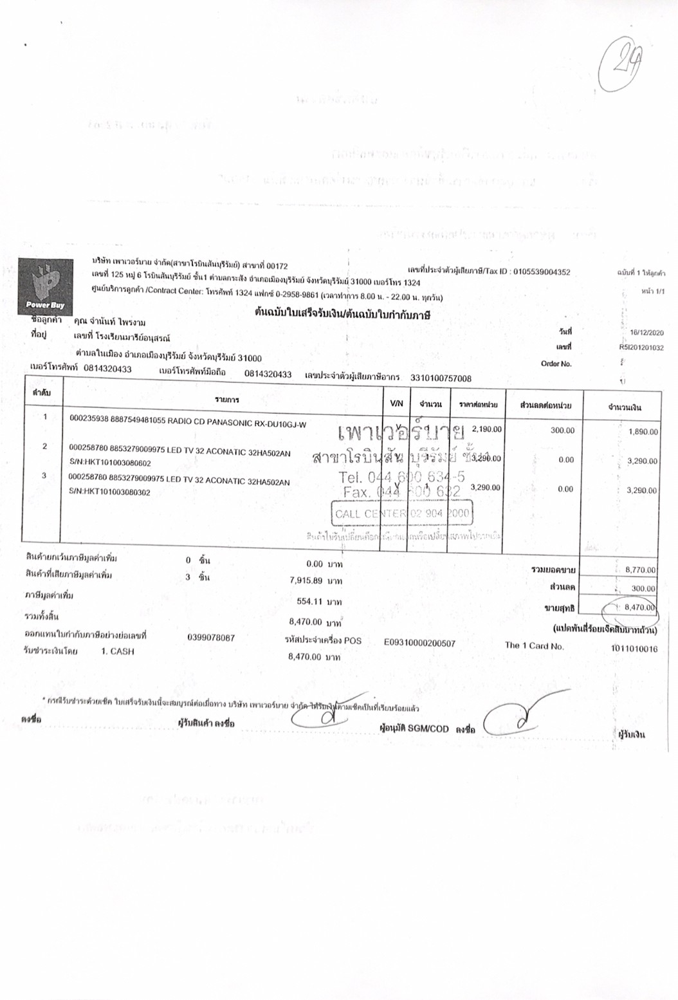 24
บริษัท เพาเวอร์บาย จำกัด(สาขาโรบินสันบุรีรัมย์) สาขาที่ 00172
เลขที่ประจำตัวผู้เสียภาษี/Tax ID : 0105539004352
ฉบับที่ 1 ให้ลูกค้า
เลขที่ 125 หมู่ 6 โรบินสันบุรีรัมย์ ชั้น1 ตำบลกระสัง อำเภอเมืองบุรีรัมย์ จังหวัดบุรีรัมย์ 31000 เบอร์โทร 1324
หน้า 1/1
ศูนย์บริการลูกค้า /Contract Center: โทรศัพท์ 1324 แฟกซ์ 0-2958-9861 (เวลาทำการ 8.00 น. - 22.00 น. ทุกวัน)
Power Buy
ต้นฉบับใบเสร็จรับเงิน/ต้นฉบับใบกำกับภาษี
ชื่อลูกค้า คุณ จำนันท์ ไพรงาม
วันที่ 16/12/2020
ที่อยู่ เลขที่ โรงเรียนมารีย์อนุสรณ์
เลขที่ R5I201201032
ตำบลในเมือง อำเภอเมืองบุรีรัมย์ จังหวัดบุรีรัมย์ 31000
Order No.
เบอร์โทรศัพท์ 0814320433 เบอร์โทรศัพท์มือถือ 0814320433 เลขประจำตัวผู้เสียภาษีอากร 3310100757008
ลำดับ รายการ V/N จำนวน ราคาต่อหน่วย ส่วนลดต่อหน่วย จำนวนเงิน
1 000235938 8887549481055 RADIO CD PANASONIC RX-DU10GJ-W V 1 2,190.00 300.00 1,890.00
2 000258780 8853279009975 LED TV 32 ACONATIC 32HA502AN 3,290.00 0.00 3,290.00
S/N:HKT101003080602
3 000258780 8853279009975 LED TV 32 ACONATIC 32HA502AN V 1 3,290.00 0.00 3,290.00
S/N:HKT101003080302
เพาเวอร์บาย
สาขาโรบินสัน บุรีรัมย์ ชั้น
Tel. 044 600 634-5
Fax. 044 600 632
CALL CENTER 02 904 2000
สินค้ายกเว้นภาษีมูลค่าเพิ่ม 0 ชิ้น 0.00 บาท
รวมยอดขาย 8,770.00
สินค้าที่เสียภาษีมูลค่าเพิ่ม 3 ชิ้น 7,915.89 บาท
ส่วนลด 300.00
ภาษีมูลค่าเพิ่ม 554.11 บาท
ขายสุทธิ 8,470.00
รวมทั้งสิ้น 8,470.00 บาท
(แปดพันสี่ร้อยเจ็ดสิบบาทถ้วน)
ออกแทนใบกำกับภาษีอย่างย่อเลขที่ 0399078087 รหัสประจำเครื่อง POS E09310000200507 The 1 Card No. 1011010016
รับชำระเงินโดย 1. CASH 8,470.00 บาท
* กรณีรับชำระด้วยเช็ค ใบเสร็จรับเงินนี้จะสมบูรณ์ต่อเมื่อทาง บริษัท เพาเวอร์บาย จำกัด ได้รับเงินตามเช็คเป็นที่เรียบร้อยแล้ว
ลงชื่อ ผู้รับสินค้า ลงชื่อ ผู้อนุมัติ SGM/COD ลงชื่อ ผู้รับเงิน